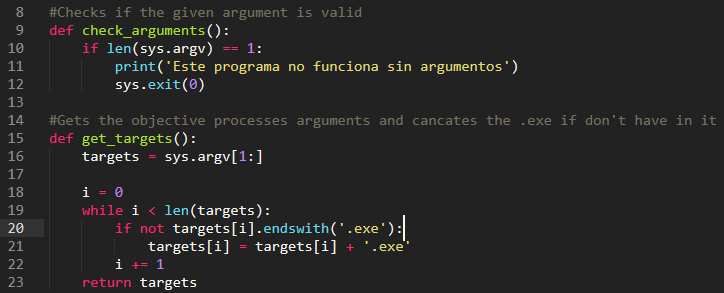 8 #Checks if the given argument is valid
9 def check_arguments():
10     if len(sys.argv) == 1:
11         print('Este programa no funciona sin argumentos')
12         sys.exit(0)
13
14 #Gets the objective processes arguments and cancates the .exe if don't have in it
15 def get_targets():
16     targets = sys.argv[1:]
17
18     i = 0
19     while i < len(targets):
20         if not targets[i].endswith('.exe'):
21             targets[i] = targets[i] + '.exe'
22         i += 1
23     return targets